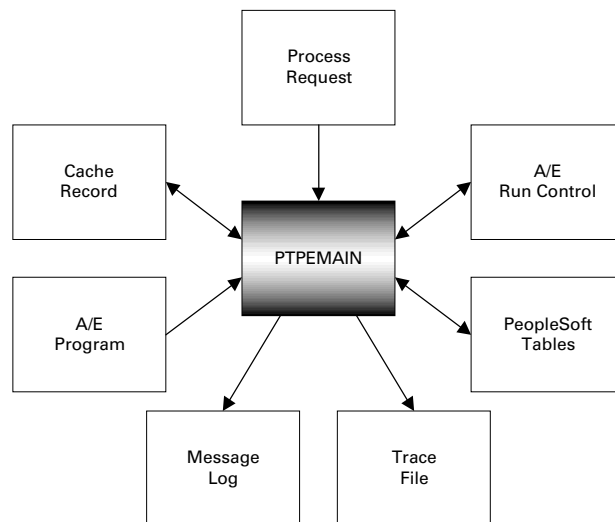 Process
Request
Cache
Record
A/E
Run Control
PTPEMAIN
A/E
Program
PeopleSoft
Tables
Message
Log
Trace
File